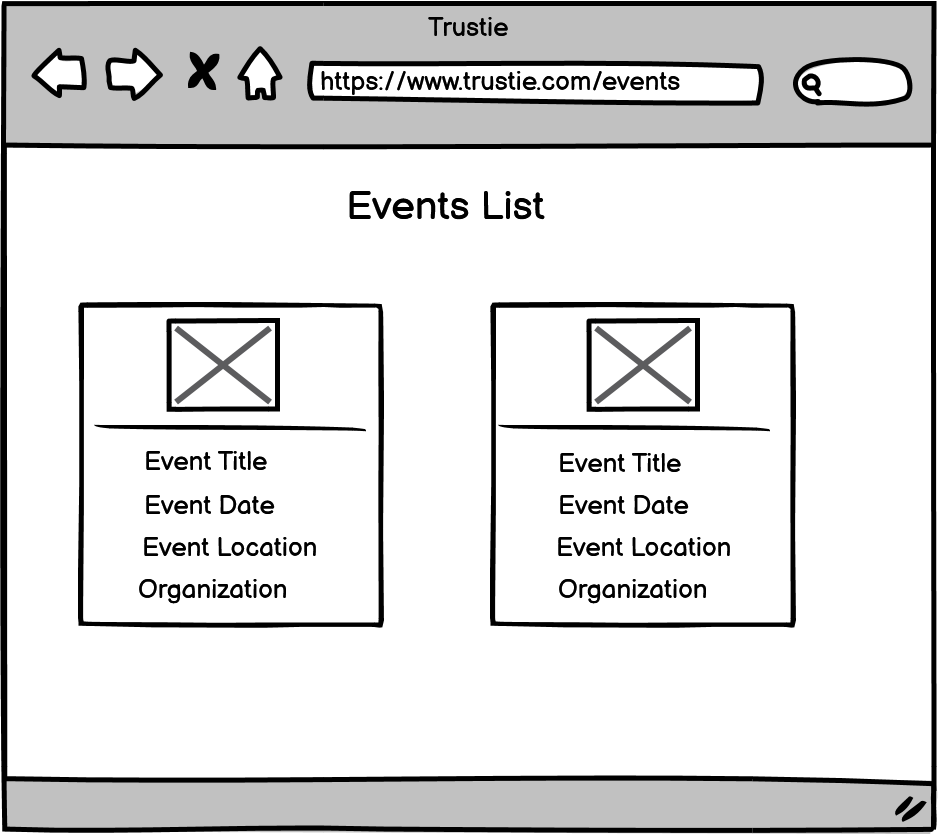 Trustie
https://www.trustie.com/events
Events List
Event Title
Event Date
Event Location
Organization
Event Title
Event Date
Event Location
Organization